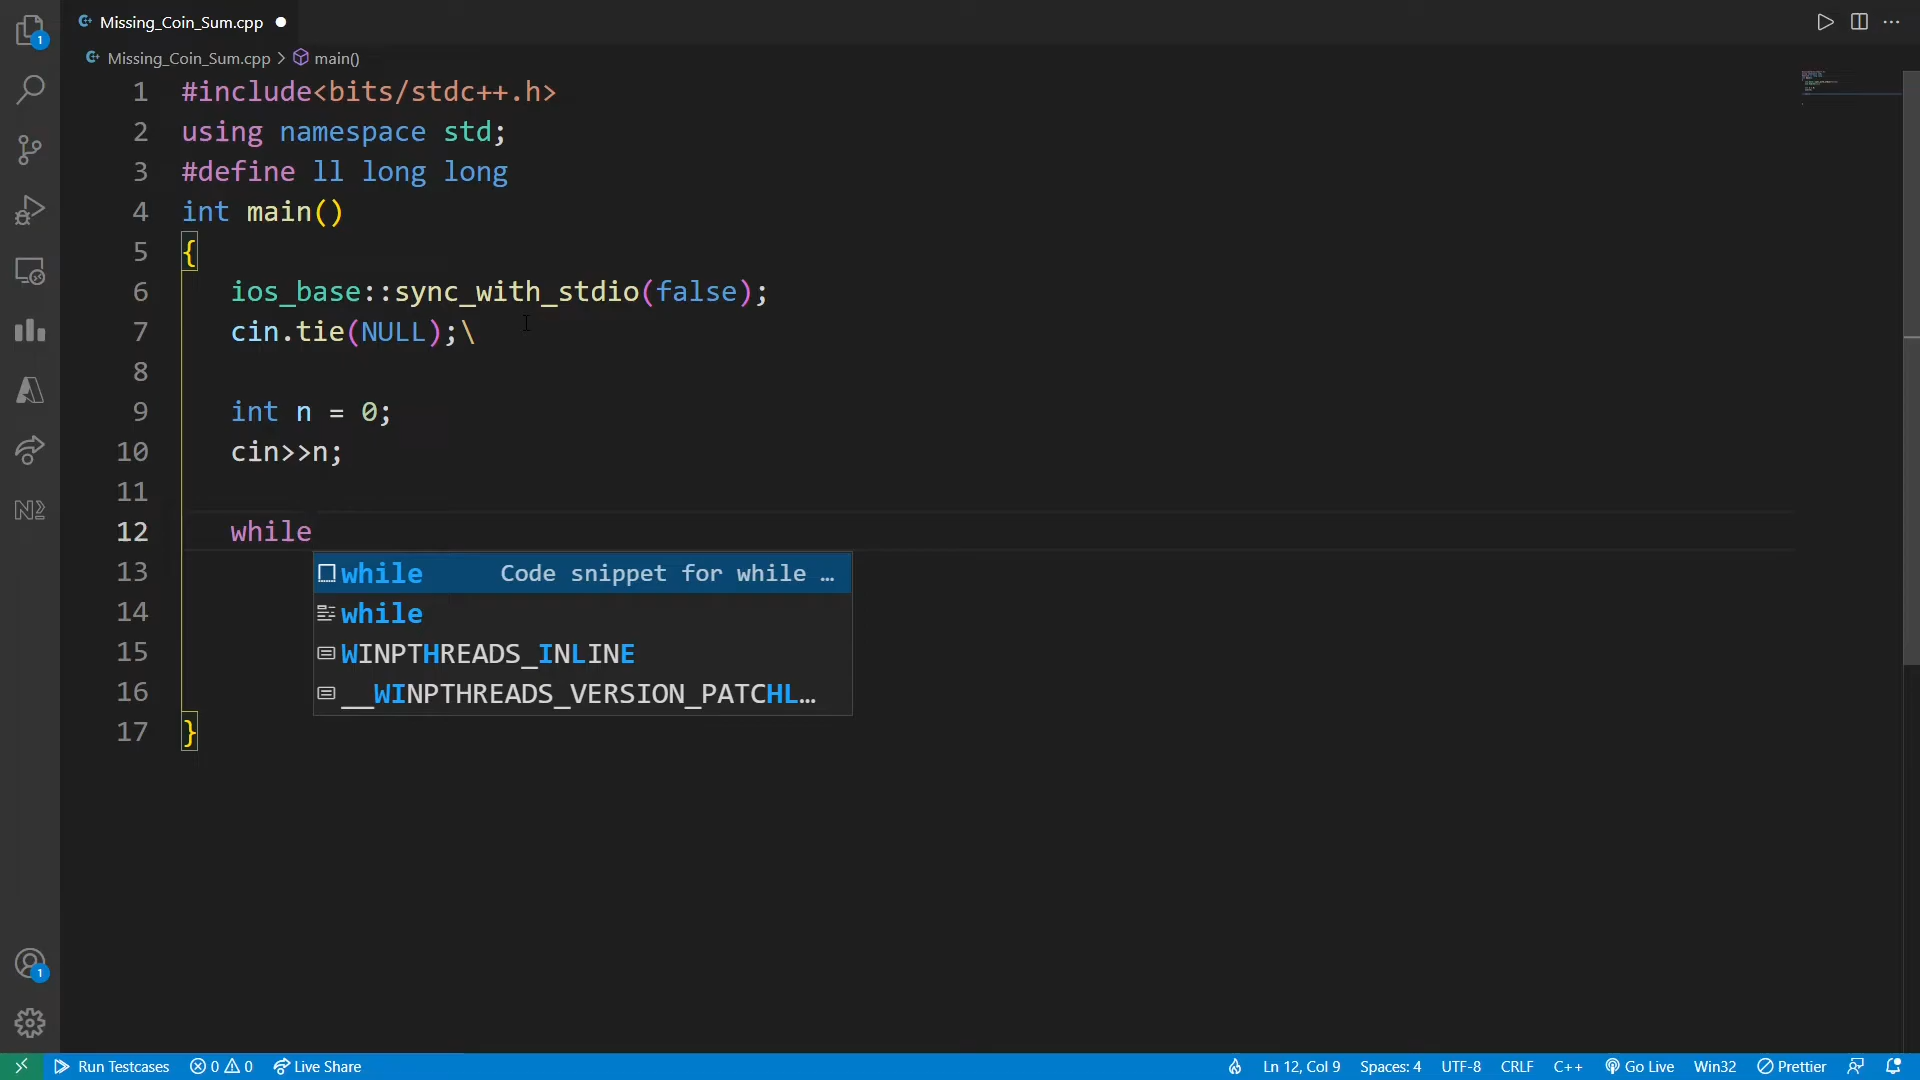 Missing_Coin_Sum.cpp
Missing_Coin_Sum.cpp > main()
1 #include<bits/stdc++.h>
2 using namespace std;
3 #define ll long long
4 int main()
5 {
6 ios_base::sync_with_stdio(false);
7 cin.tie(NULL);\
8
9 int n = 0;
10 cin>>n;
11
12 while
13 while Code snippet for while …
14 while
15 WINPTHREADS_INLINE
16 __WINPTHREADS_VERSION_PATCHL…
17 }
1
1
Run Testcases 0 0 Live Share Ln 12, Col 9 Spaces: 4 UTF-8 CRLF C++ Go Live Win32 Prettier